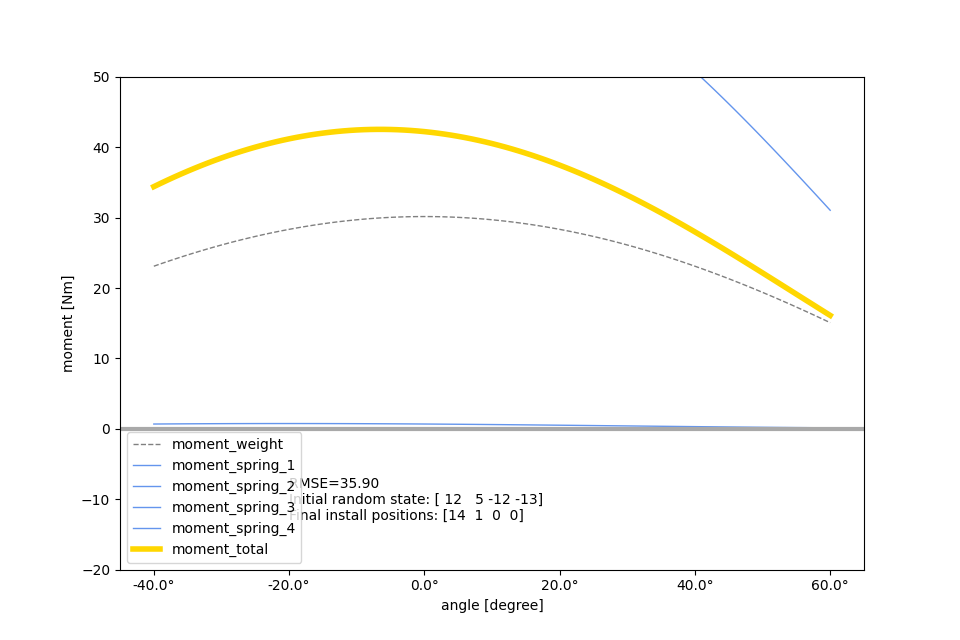 50
40
30
20
10
0
−10
−20
moment [Nm]
moment_weight
moment_spring_1
moment_spring_2
moment_spring_3
moment_spring_4
moment_total
RMSE=35.90
Initial random state: [ 12   5 -12 -13]
Final install positions: [14  1  0  0]
-40.0° -20.0° 0.0° 20.0° 40.0° 60.0°
angle [degree]